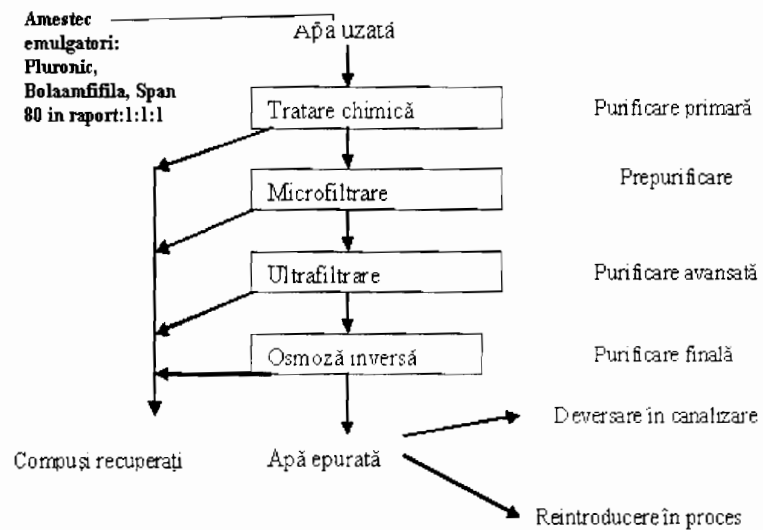 Amestec
emulgatori:
Pluronic,
Bolaamfifila, Span
80 in raport:1:1:1
Apă uzată
Tratare chimică
Purificare primară
Microfiltrare
Prepurificare
Ultrafiltrare
Purificare avansată
Osmoză inversă
Purificare finală
Deversare în canalizare
Compuși recuperați
Apă epurată
Reintroducere în proces